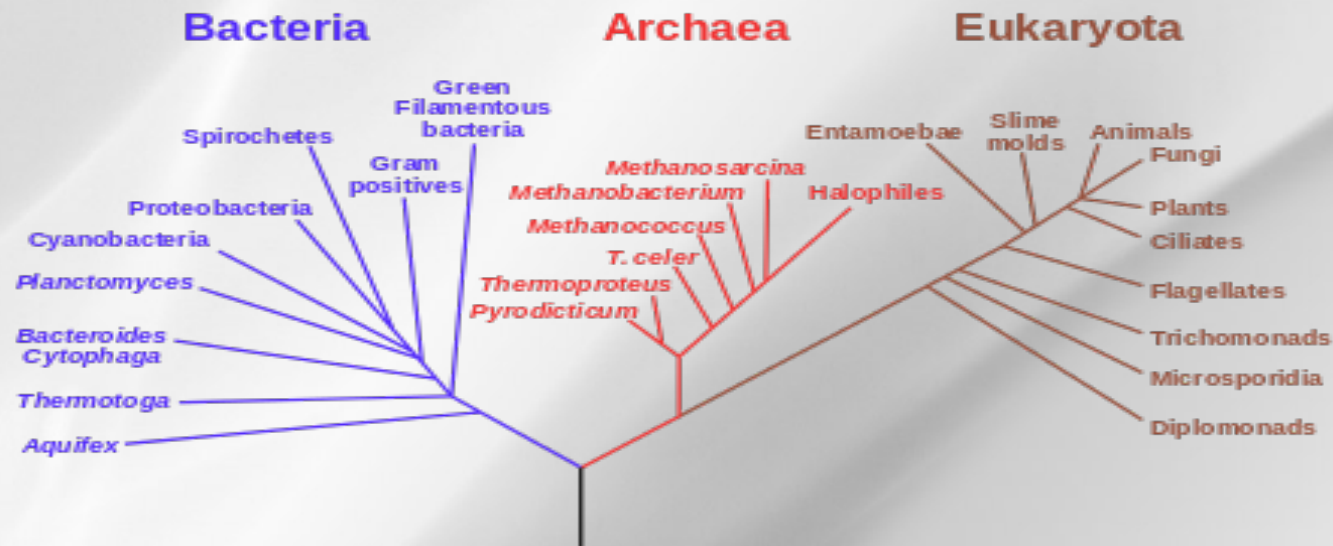 Bacteria
Archaea
Eukaryota
Green
Filamentous
bacteria
Spirochetes
Gram
positives
Proteobacteria
Cyanobacteria
Planctomyces
Bacteroides
Cytophaga
Thermotoga
Aquifex
Methanosarcina
Methanobacterium
Halophiles
Methanococcus
T. celer
Thermoproteus
Pyrodicticum
Entamoebae
Slime
molds
Animals
Fungi
Plants
Ciliates
Flagellates
Trichomonads
Microsporidia
Diplomonads